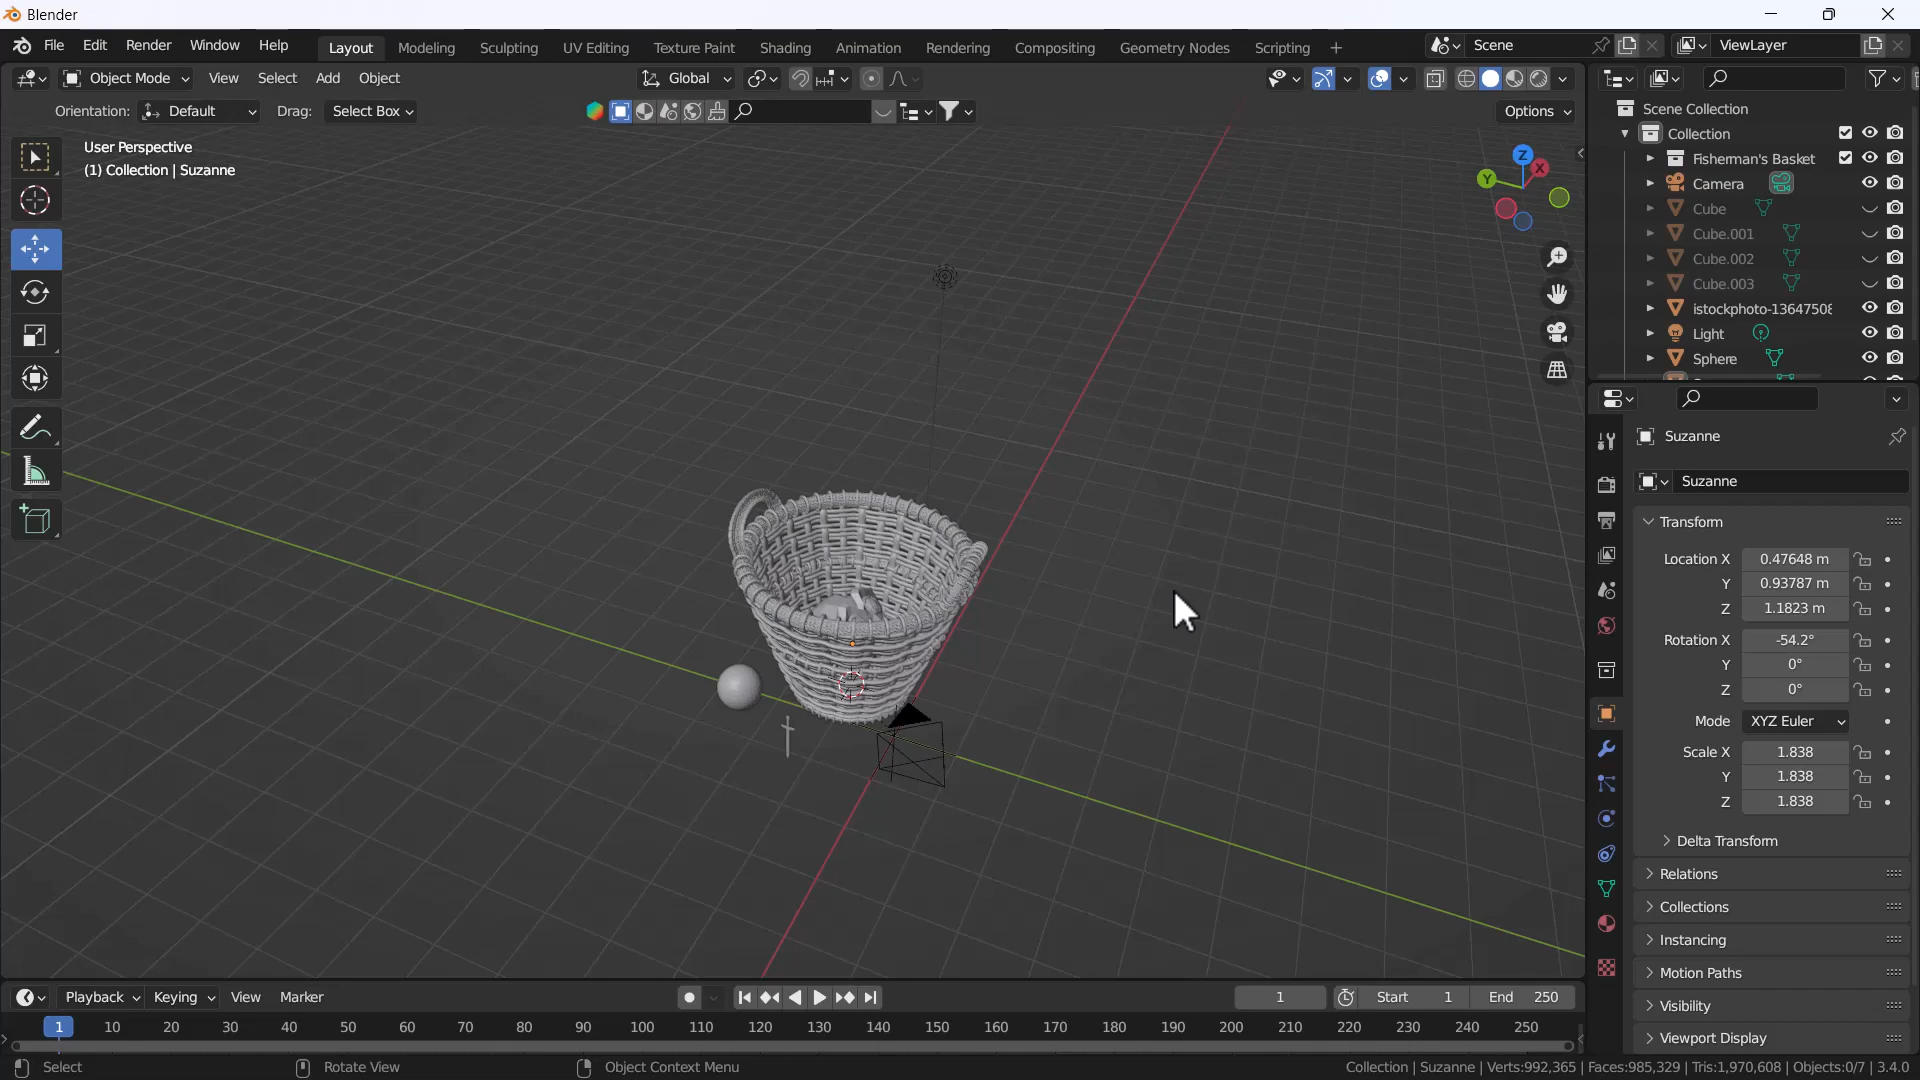 Blender
File Edit Render Window Help Layout Modeling Sculpting UV Editing Texture Paint Shading Animation Rendering Compositing Geometry Nodes Scripting + Scene ViewLayer
Object Mode View Select Add Object Global
Orientation: Default Drag: Select Box Options
User Perspective
(1) Collection | Suzanne
Z
X
Y
Scene Collection
Collection
Fisherman's Basket
Camera
Cube
Cube.001
Cube.002
Cube.003
istockphoto-13647508
Light
Sphere
Suzanne
Suzanne
Transform
Location X 0.47648 m
Y 0.93787 m
Z 1.1823 m
Rotation X -54.2°
Y 0°
Z 0°
Mode XYZ Euler
Scale X 1.838
Y 1.838
Z 1.838
Delta Transform
Relations
Collections
Instancing
Motion Paths
Visibility
Viewport Display
Playback Keying View Marker 1 Start 1 End 250
1 10 20 30 40 50 60 70 80 90 100 110 120 130 140 150 160 170 180 190 200 210 220 230 240 250
Select Rotate View Object Context Menu Collection | Suzanne | Verts:992,365 | Faces:985,329 | Tris:1,970,608 | Objects:0/7 | 3.4.0